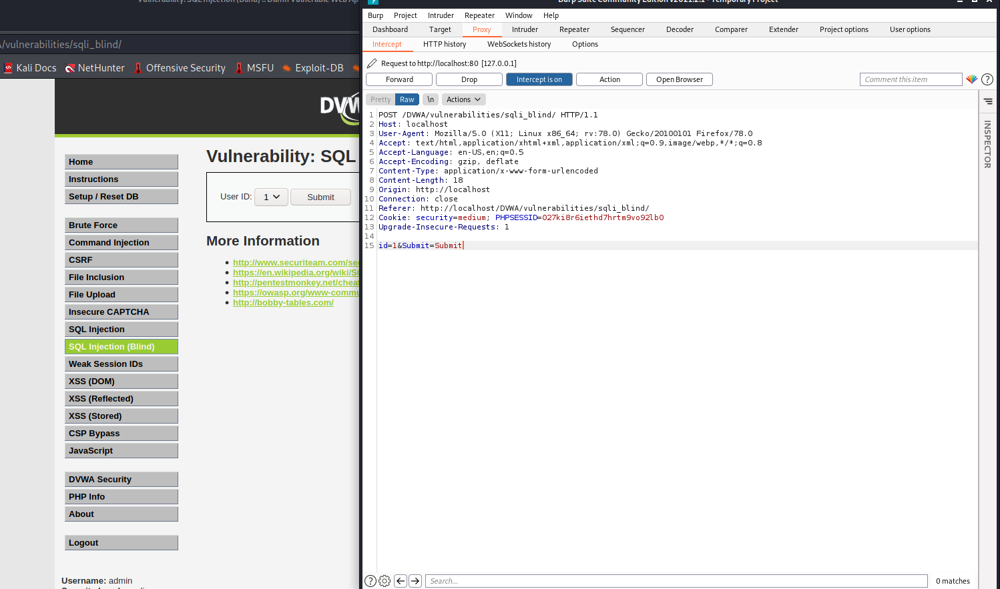 Vulnerability: SQL Injection (Blind) :: Damn Vulnerable Web Ap
/vulnerabilities/sqli_blind/
Kali Docs NetHunter Offensive Security MSFU Exploit-DB
DVW
Home
Instructions
Setup / Reset DB
Brute Force
Command Injection
CSRF
File Inclusion
File Upload
Insecure CAPTCHA
SQL Injection
SQL Injection (Blind)
Weak Session IDs
XSS (DOM)
XSS (Reflected)
XSS (Stored)
CSP Bypass
JavaScript
DVWA Security
PHP Info
About
Logout
Username: admin
Vulnerability: SQL
User ID: 1 Submit
More Information
http://www.securiteam.com/sec
https://en.wikipedia.org/wiki/SQ
http://pentestmonkey.net/chea
https://owasp.org/www-commu
http://bobby-tables.com/
Burp Suite Community Edition v2021.2.1 - Temporary Project
Burp Project Intruder Repeater Window Help
Dashboard Target Proxy Intruder Repeater Sequencer Decoder Comparer Extender Project options User options
Intercept HTTP history WebSockets history Options
Request to http://localhost:80 [127.0.0.1]
Forward Drop Intercept is on Action Open Browser Comment this item ?
Pretty Raw \n Actions
1 POST /DVWA/vulnerabilities/sqli_blind/ HTTP/1.1
2 Host: localhost
3 User-Agent: Mozilla/5.0 (X11; Linux x86_64; rv:78.0) Gecko/20100101 Firefox/78.0
4 Accept: text/html,application/xhtml+xml,application/xml;q=0.9,image/webp,*/*;q=0.8
5 Accept-Language: en-US,en;q=0.5
6 Accept-Encoding: gzip, deflate
7 Content-Type: application/x-www-form-urlencoded
8 Content-Length: 18
9 Origin: http://localhost
10 Connection: close
11 Referer: http://localhost/DVWA/vulnerabilities/sqli_blind/
12 Cookie: security=medium; PHPSESSID=027ki8r6iethd7hrtm9vo92lb0
13 Upgrade-Insecure-Requests: 1
14
15 id=1&Submit=Submit
INSPECTOR
? Search... 0 matches